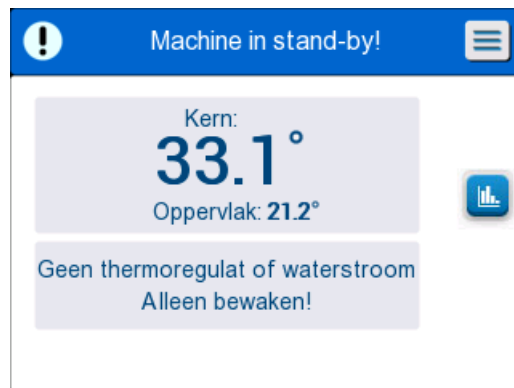 Machine in stand-by!
Kern:
33.1°
Oppervlak: 21.2°
Geen thermoregulat of waterstroom
Alleen bewaken!